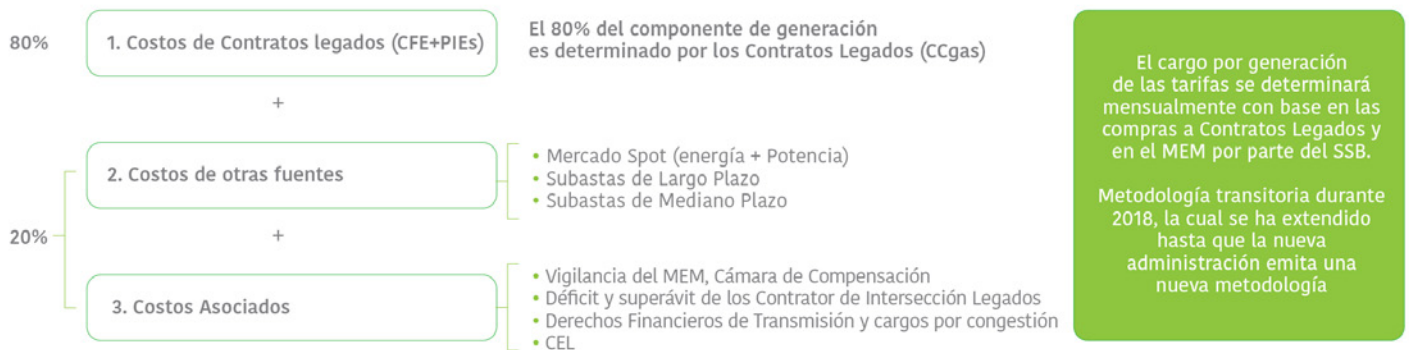 80%
1. Costos de Contratos legados (CFE+PIEs)
El 80% del componente de generación
es determinado por los Contratos Legados (CCgas)
+
2. Costos de otras fuentes
• Mercado Spot (energía + Potencia)
• Subastas de Largo Plazo
• Subastas de Mediano Plazo
20%
+
3. Costos Asociados
• Vigilancia del MEM, Cámara de Compensación
• Déficit y superávit de los Contrator de Intersección Legados
• Derechos Financieros de Transmisión y cargos por congestión
• CEL
El cargo por generación
de las tarifas se determinará
mensualmente con base en las
compras a Contratos Legados y
en el MEM por parte del SSB.
Metodología transitoria durante
2018, la cual se ha extendido
hasta que la nueva
administración emita una
nueva metodología